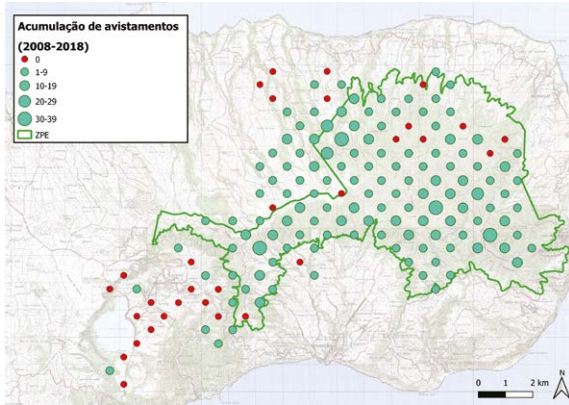 Acumulação de avistamentos
(2008-2018)
0
1-9
10-19
20-29
30-39
ZPE
N
0 1 2 km